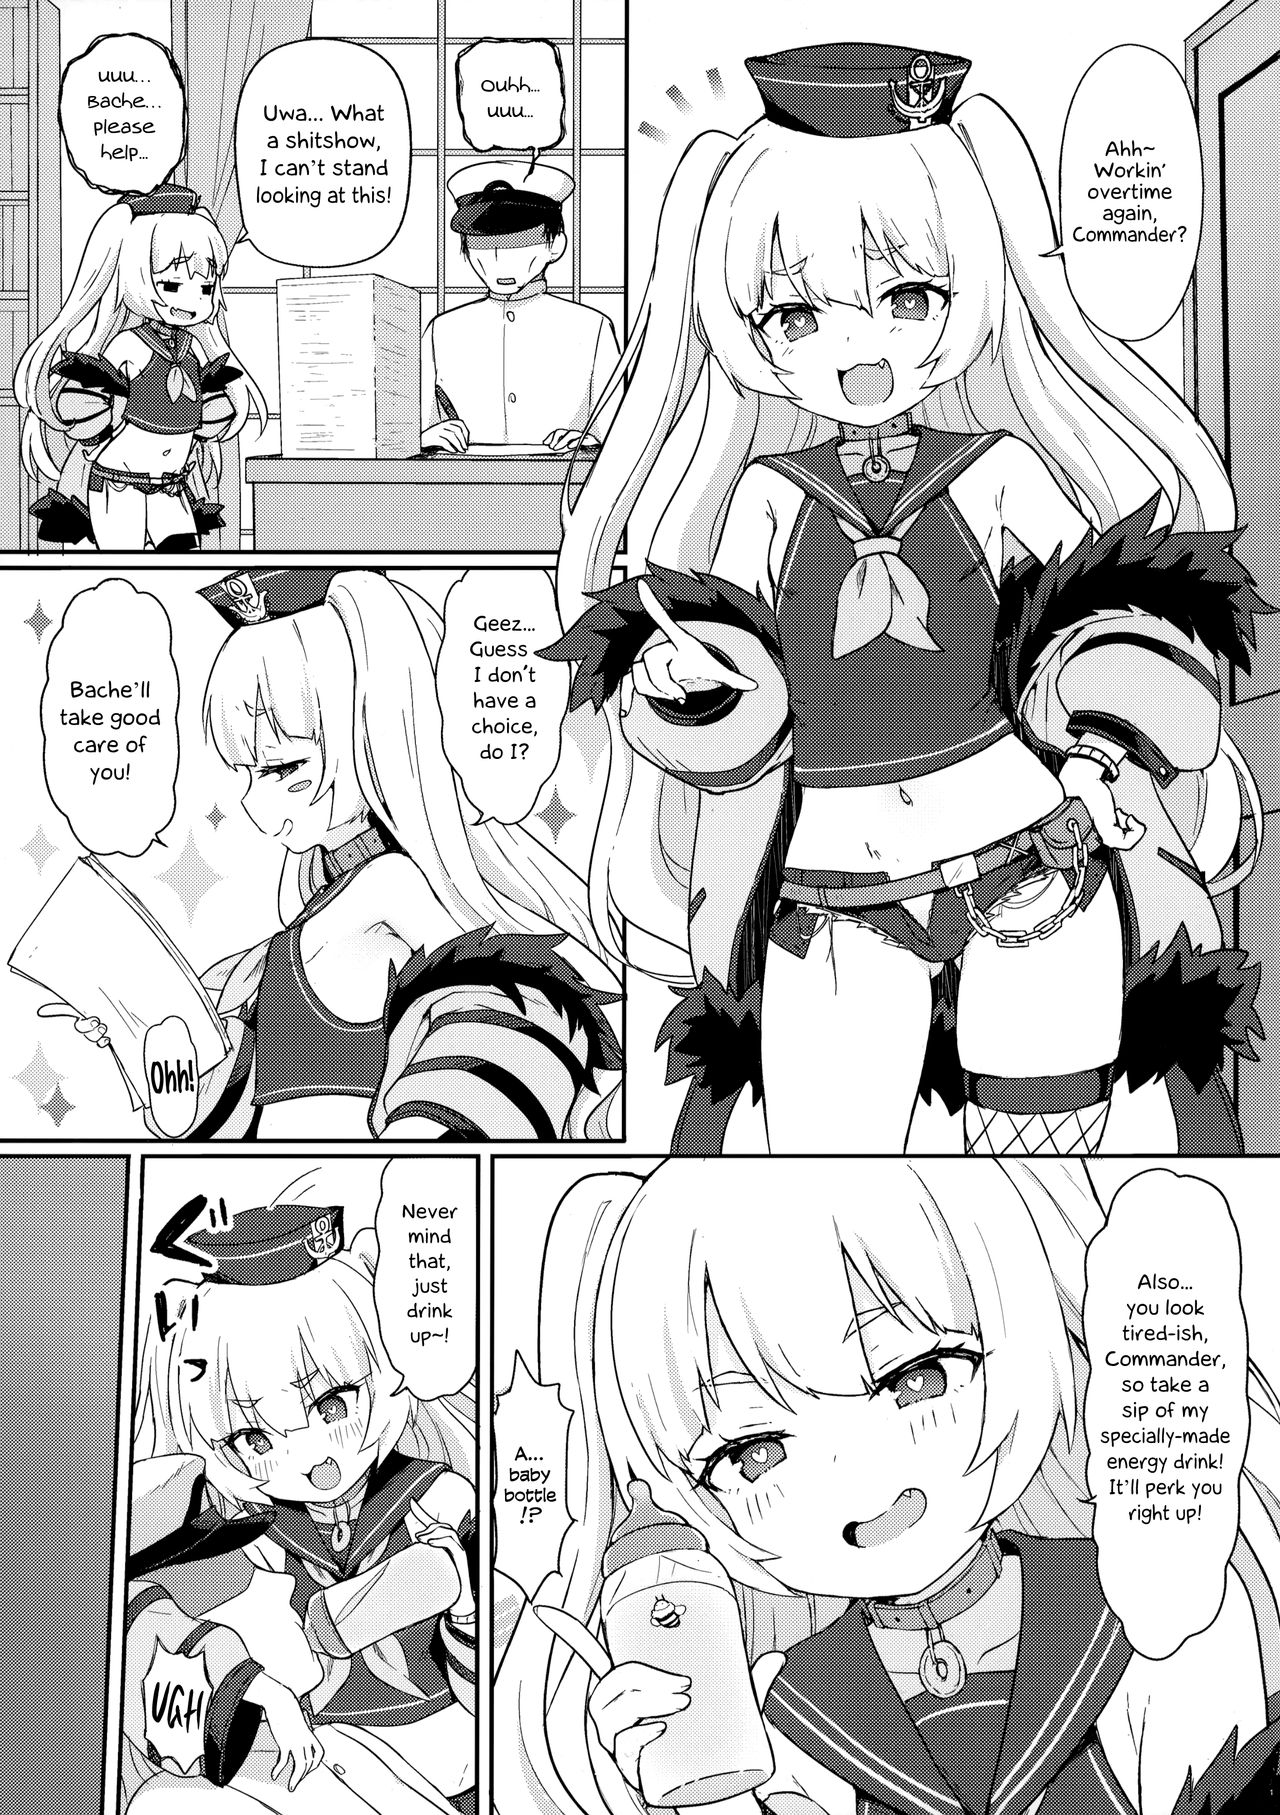 Ahh~
Workin'
overtime
again,
Commander?
ouhh...
uuu...
Uwa... What
a shitshow,
I can't stand
looking at this!
uuu...
Bache...
please
help...
Geez...
Guess
I don't
have a
choice,
do I?
Bache'll
take good
care of
you!
Ohh!
Also...
you look
tired-ish,
Commander,
so take a
sip of my
specially-made
energy drink!
It'll perk you
right up!
A...
baby
bottle
!?
Never
mind
that,
just
drink
up~!
ぐ
い
っ
UGH